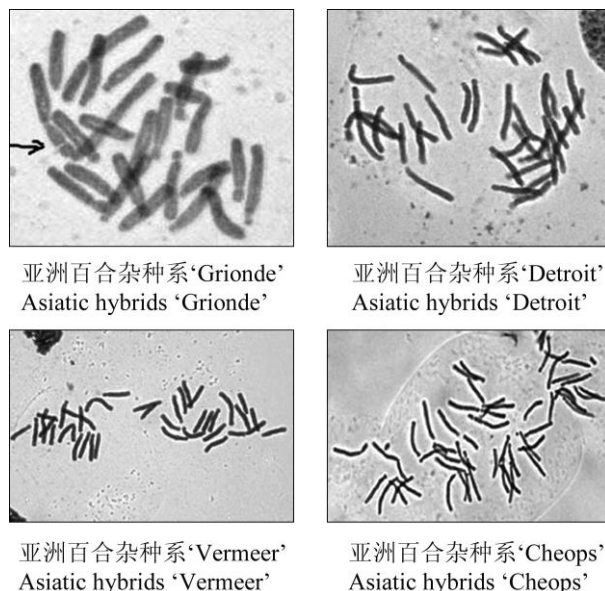 亚洲百合杂种系‘Grionde’
Asiatic hybrids ‘Grionde’
亚洲百合杂种系‘Detroit’
Asiatic hybrids ‘Detroit’
亚洲百合杂种系‘Vermeer’
Asiatic hybrids ‘Vermeer’
亚洲百合杂种系‘Cheops’
Asiatic hybrids ‘Cheops’